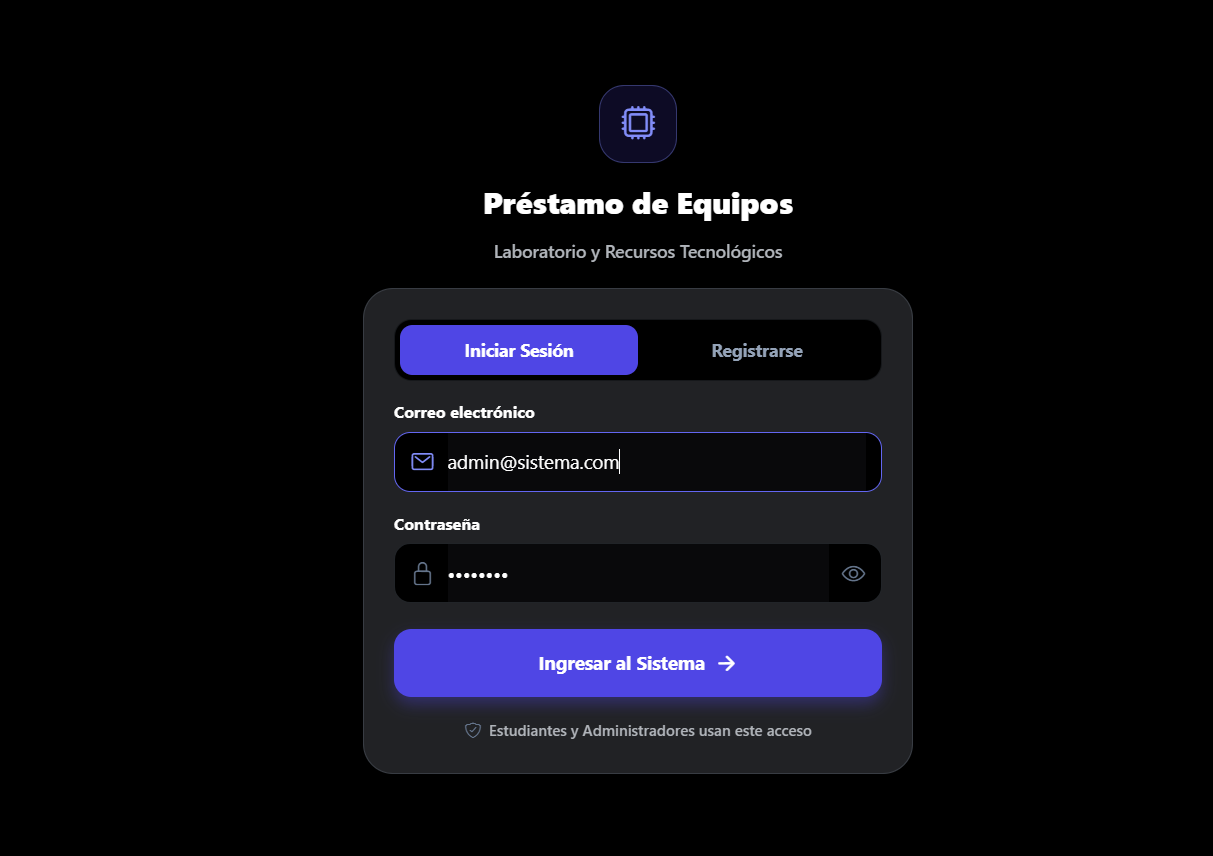 Préstamo de Equipos
Laboratorio y Recursos Tecnológicos
Iniciar Sesión
Registrarse
Correo electrónico
admin@sistema.com
Contraseña
••••••••
Ingresar al Sistema →
Estudiantes y Administradores usan este acceso